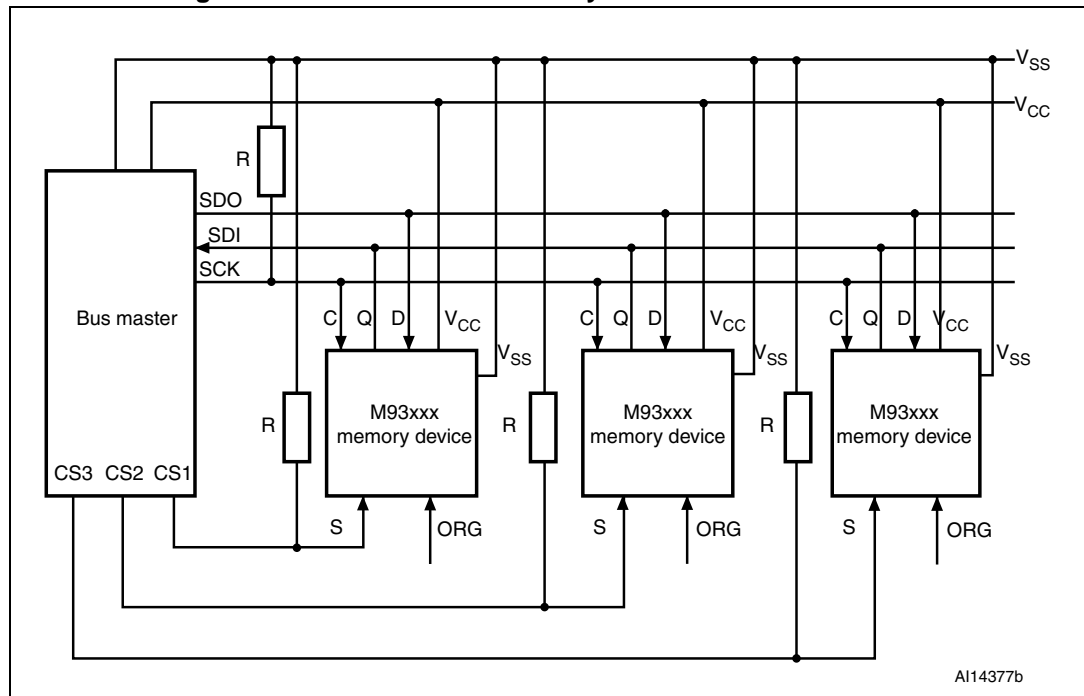 VSS
VCC
R
SDO
SDI
SCK
Bus master
C Q D VCC
VSS
C Q D VCC
VSS
C Q D VCC
VSS
R
M93xxx
memory device
R
M93xxx
memory device
R
M93xxx
memory device
CS3 CS2 CS1
S
ORG
S
ORG
S
ORG
AI14377b